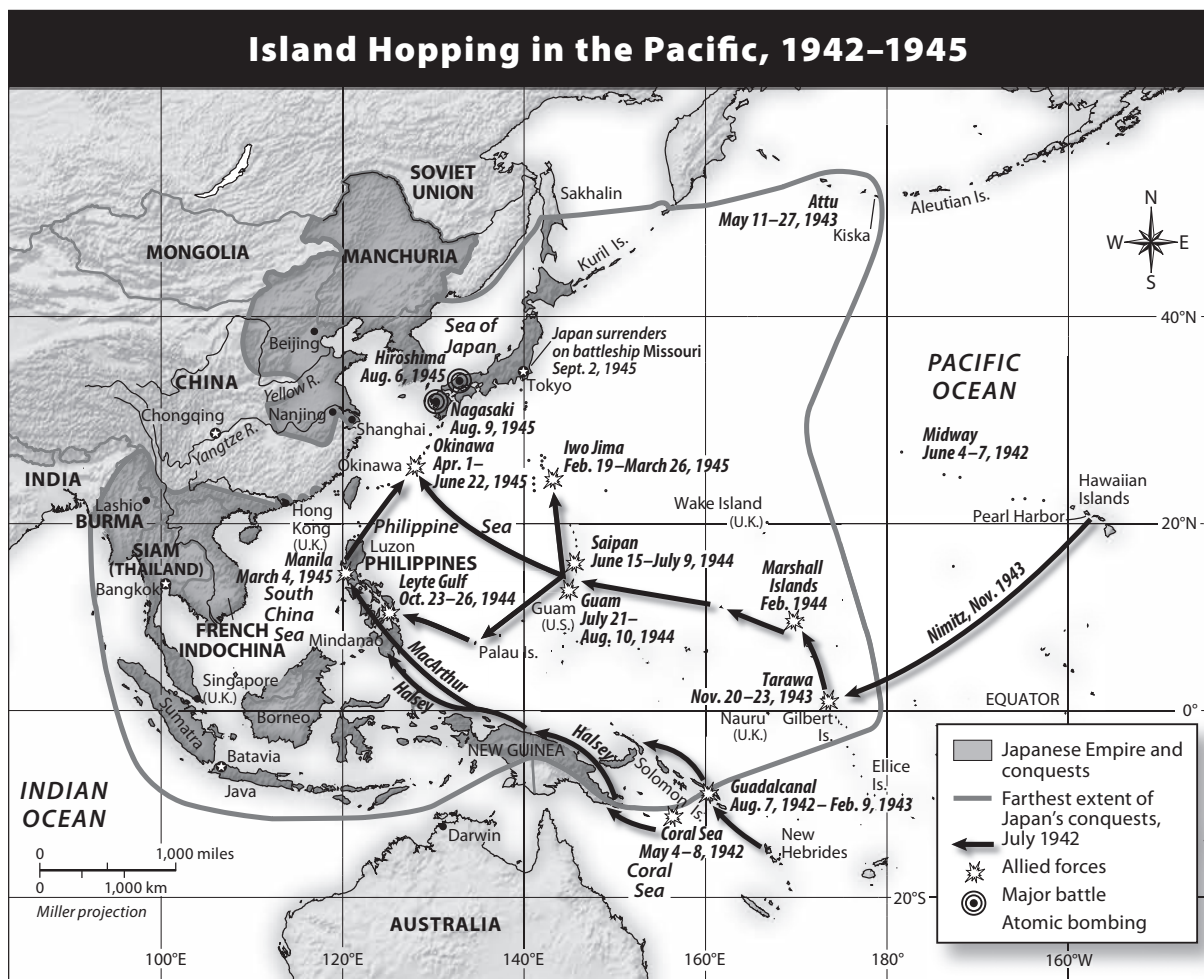 Island Hopping in the Pacific, 1942–1945
SOVIET
UNION
Sakhalin
Attu
May 11–27, 1943
Kiska
Aleutian Is.
N
W
E
S
MONGOLIA
MANCHURIA
Kuril Is.
40°N
Sea of
Japan
Beijing
Japan surrenders
on battleship Missouri
Sept. 2, 1945
Hiroshima
Aug. 6, 1945
Tokyo
PACIFIC
OCEAN
CHINA
Yellow R.
Chongqing
Nanjing
Nagasaki
Aug. 9, 1945
Shanghai
Yangtze R.
Okinawa
Okinawa
Apr. 1–
June 22, 1945
Iwo Jima
Feb. 19–March 26, 1945
Midway
June 4–7, 1942
INDIA
Lashio
BURMA
Hong
Kong
(U.K.)
Wake Island
(U.K.)
Hawaiian
Islands
Pearl Harbor
20°N
Philippine Sea
Luzon
SIAM
(THAILAND)
Manila
March 4, 1945
PHILIPPINES
Saipan
June 15–July 9, 1944
Marshall
Islands
Feb. 1944
Bangkok
South
China
Sea
Leyte Gulf
Oct. 23–26, 1944
Guam
(U.S.)
Guam
July 21–
Aug. 10, 1944
Nimitz, Nov. 1943
FRENCH
INDOCHINA
Mindanao
Palau Is.
MacArthur
Halsey
Singapore
(U.K.)
Tarawa
Nov. 20–23, 1943
EQUATOR
0°
Sumatra
Borneo
Nauru
(U.K.)
Gilbert
Is.
NEW GUINEA
Halsey
Solomon Is.
Batavia
Java
Ellice
Is.
Guadalcanal
Aug. 7, 1942–Feb. 9, 1943
INDIAN
OCEAN
Darwin
Coral Sea
May 4–8, 1942
Coral
Sea
New
Hebrides
0
1,000 miles
0
1,000 km
Miller projection
AUSTRALIA
20°S
Japanese Empire and
conquests
Farthest extent of
Japan's conquests,
July 1942
Allied forces
Major battle
Atomic bombing
100°E
120°E
140°E
160°E
180°
160°W